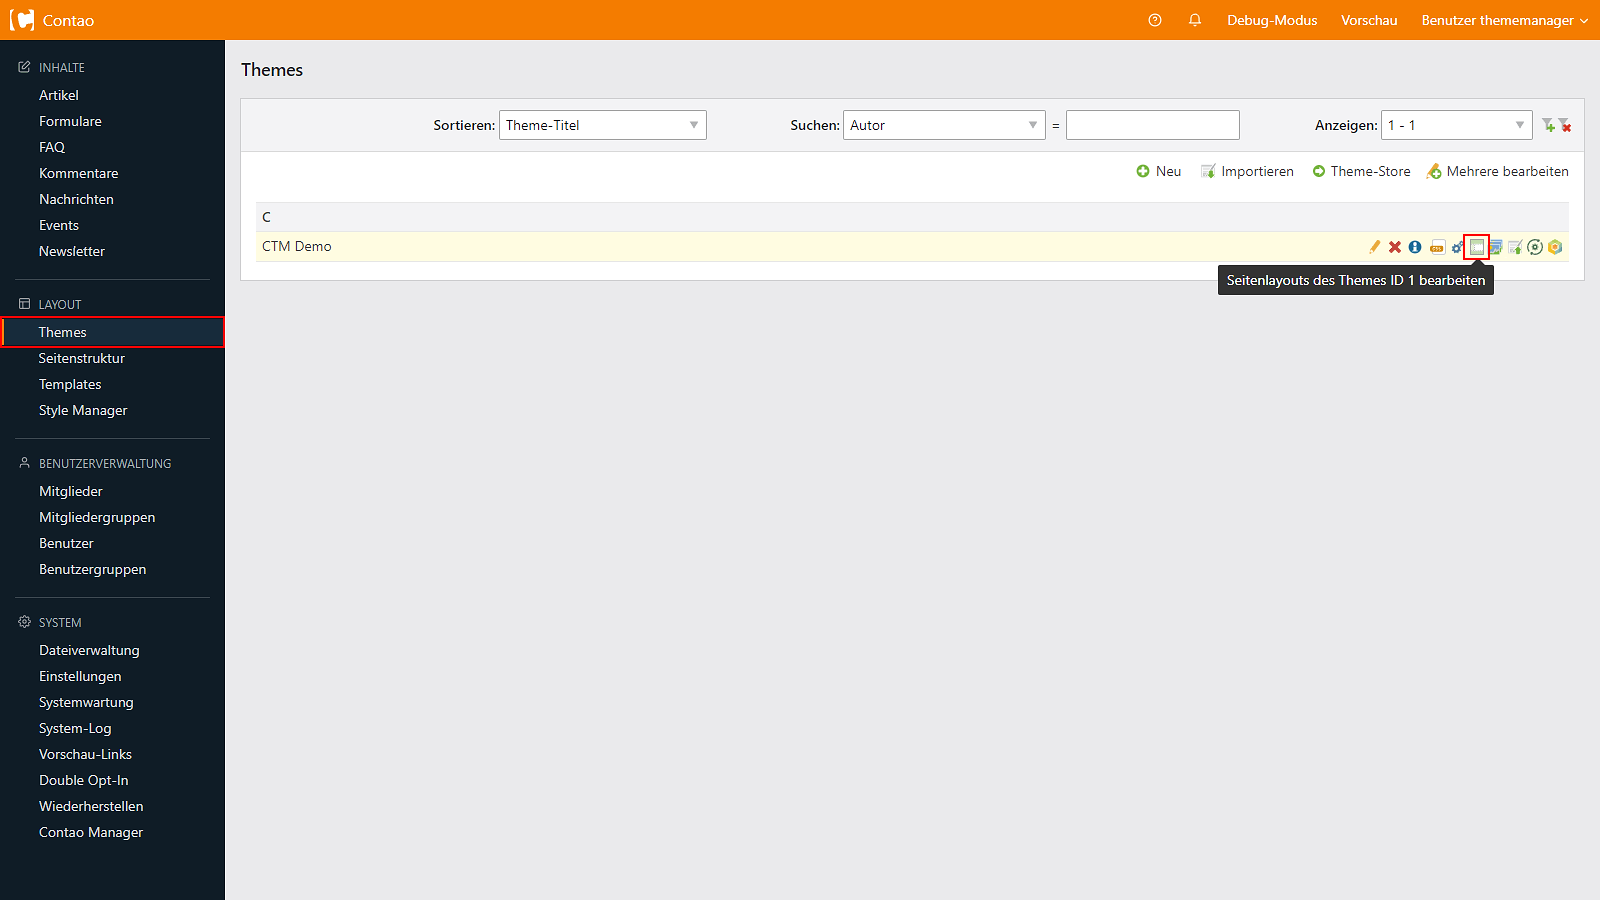 Contao
Debug-Modus
Vorschau
Benutzer thememanager
INHALTE
Artikel
Formulare
FAQ
Kommentare
Nachrichten
Events
Newsletter
LAYOUT
Themes
Seitenstruktur
Templates
Style Manager
BENUTZERVERWALTUNG
Mitglieder
Mitgliedergruppen
Benutzer
Benutzergruppen
SYSTEM
Dateiverwaltung
Einstellungen
Systemwartung
System-Log
Vorschau-Links
Double Opt-In
Wiederherstellen
Contao Manager
Themes
Sortieren: Theme-Titel Suchen: Autor = Anzeigen: 1 - 1
Neu Importieren Theme-Store Mehrere bearbeiten
C
CTM Demo
Seitenlayouts des Themes ID 1 bearbeiten